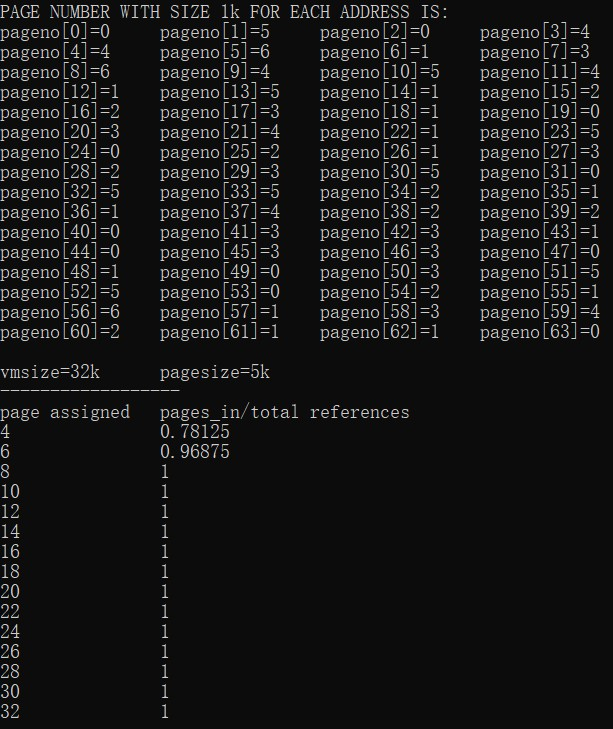 PAGE NUMBER WITH SIZE 1k FOR EACH ADDRESS IS:
pageno[0]=0 pageno[1]=5 pageno[2]=0 pageno[3]=4
pageno[4]=4 pageno[5]=6 pageno[6]=1 pageno[7]=3
pageno[8]=6 pageno[9]=4 pageno[10]=5 pageno[11]=4
pageno[12]=1 pageno[13]=5 pageno[14]=1 pageno[15]=2
pageno[16]=2 pageno[17]=3 pageno[18]=1 pageno[19]=0
pageno[20]=3 pageno[21]=4 pageno[22]=1 pageno[23]=5
pageno[24]=0 pageno[25]=2 pageno[26]=1 pageno[27]=3
pageno[28]=2 pageno[29]=3 pageno[30]=5 pageno[31]=0
pageno[32]=5 pageno[33]=5 pageno[34]=2 pageno[35]=1
pageno[36]=1 pageno[37]=4 pageno[38]=2 pageno[39]=2
pageno[40]=0 pageno[41]=3 pageno[42]=3 pageno[43]=1
pageno[44]=0 pageno[45]=3 pageno[46]=3 pageno[47]=0
pageno[48]=1 pageno[49]=0 pageno[50]=3 pageno[51]=5
pageno[52]=5 pageno[53]=0 pageno[54]=2 pageno[55]=1
pageno[56]=6 pageno[57]=1 pageno[58]=3 pageno[59]=4
pageno[60]=2 pageno[61]=1 pageno[62]=1 pageno[63]=0
vmsize=32k pagesize=5k
------------------
page assigned pages_in/total references
4 0.78125
6 0.96875
8 1
10 1
12 1
14 1
16 1
18 1
20 1
22 1
24 1
26 1
28 1
30 1
32 1